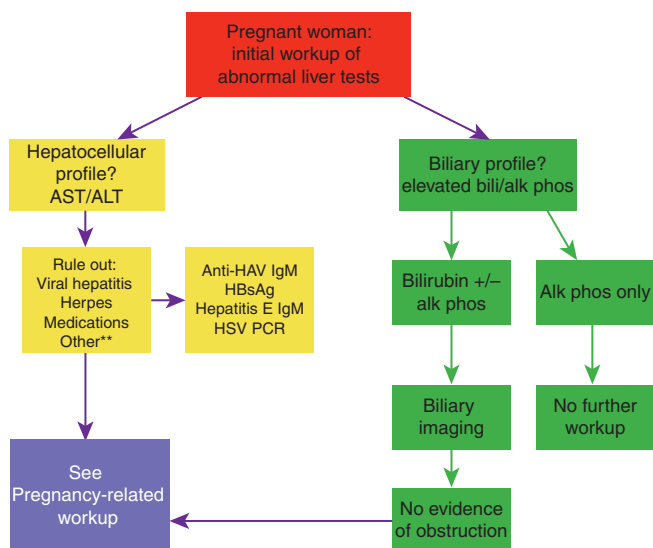 Pregnant woman:
initial workup of
abnormal liver tests
Hepatocellular
profile?
AST/ALT
Biliary profile?
elevated bili/alk phos
Rule out:
Viral hepatitis
Herpes
Medications
Other**
Anti-HAV IgM
HBsAg
Hepatitis E IgM
HSV PCR
Bilirubin +/–
alk phos
Alk phos only
Biliary
imaging
No further
workup
See
Pregnancy-related
workup
No evidence
of obstruction